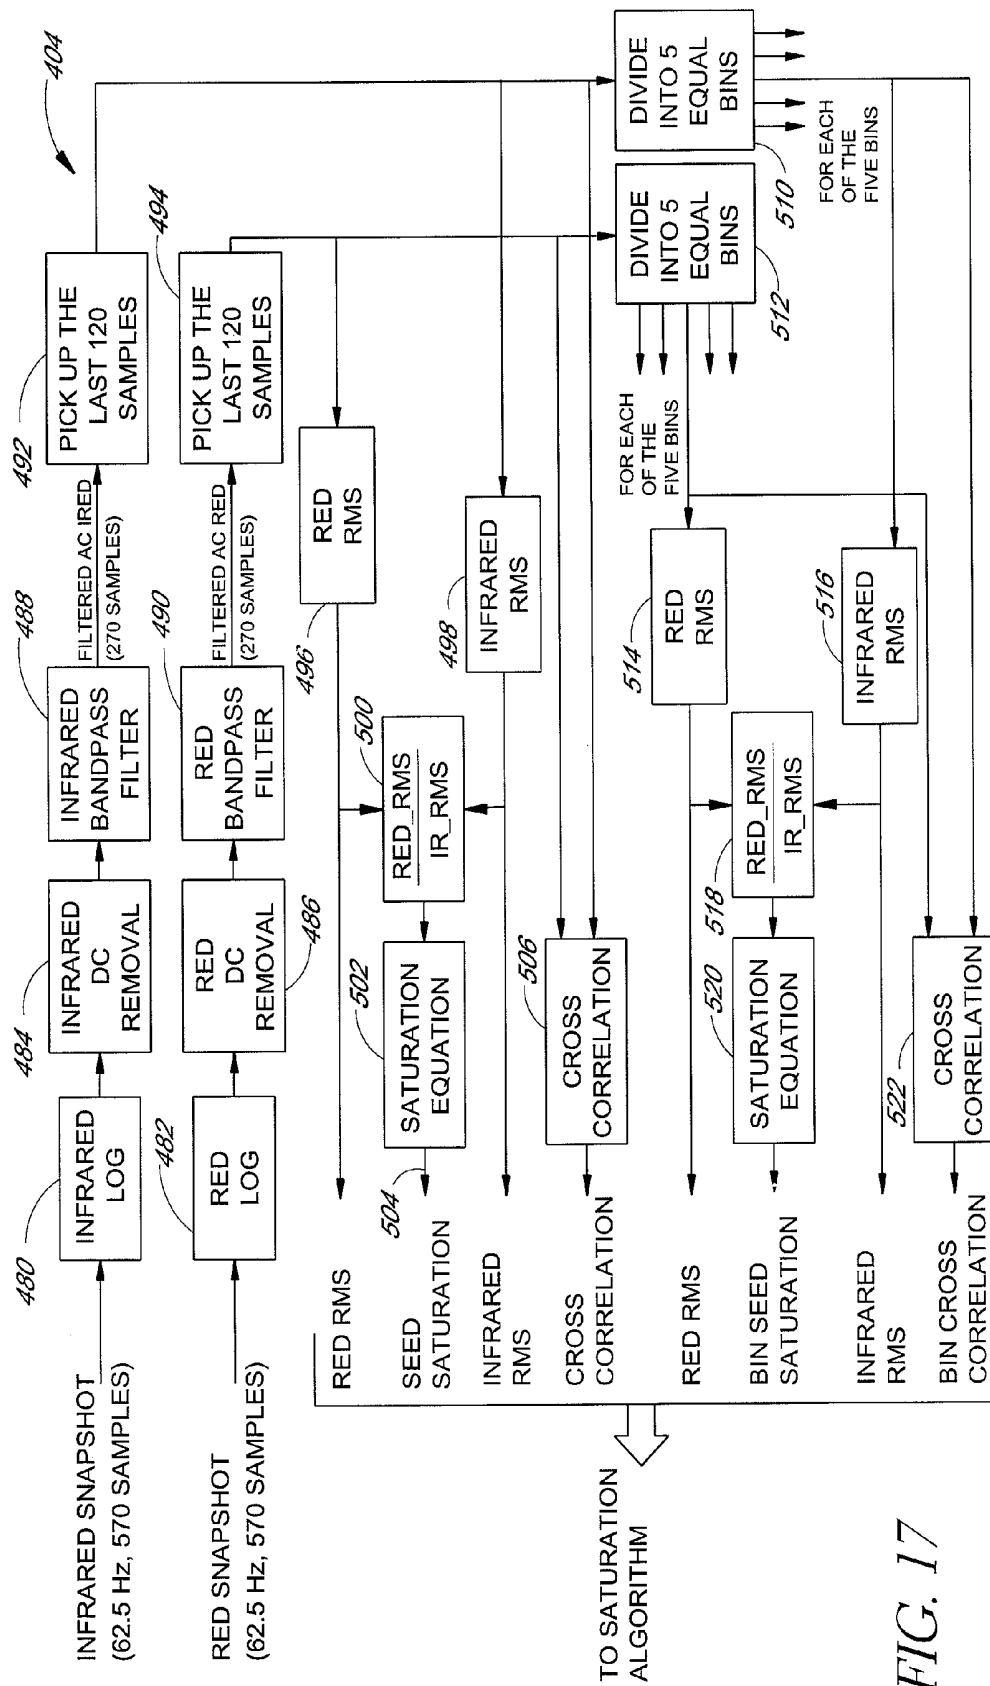 404
INFRARED SNAPSHOT
(62.5 Hz, 570 SAMPLES)
480
INFRARED
LOG
484
INFRARED
DC
REMOVAL
488
INFRARED
BANDPASS
FILTER
FILTERED AC IRED
(270 SAMPLES)
492
PICK UP THE
LAST 120
SAMPLES
RED SNAPSHOT
(62.5 Hz, 570 SAMPLES)
482
RED
LOG
486
RED
DC
REMOVAL
490
RED
BANDPASS
FILTER
FILTERED AC RED
(270 SAMPLES)
494
PICK UP THE
LAST 120
SAMPLES
RED RMS
496
RED
RMS
SEED
SATURATION
504
502
SATURATION
EQUATION
500
RED_RMS
IR_RMS
INFRARED
RMS
498
INFRARED
RMS
CROSS
CORRELATION
506
CROSS
CORRELATION
TO SATURATION
ALGORITHM
512
DIVIDE
INTO 5
EQUAL
BINS
510
DIVIDE
INTO 5
EQUAL
BINS
FOR EACH
OF THE
FIVE BINS
FOR EACH
OF THE
FIVE BINS
RED RMS
514
RED
RMS
BIN SEED
SATURATION
520
SATURATION
EQUATION
518
RED_RMS
IR_RMS
INFRARED
RMS
516
INFRARED
RMS
BIN CROSS
CORRELATION
522
CROSS
CORRELATION
FIG. 17